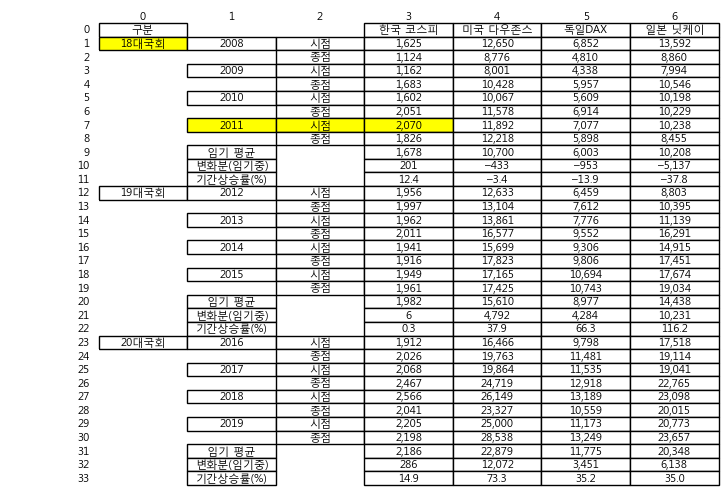 0 1 2 3 4 5 6
0 구분 한국 코스피 미국 다우존스 독일DAX 일본 닛케이
1 18대국회 2008 시점 1,625 12,650 6,852 13,592
2 종점 1,124 8,776 4,810 8,860
3 2009 시점 1,162 8,001 4,338 7,994
4 종점 1,683 10,428 5,957 10,546
5 2010 시점 1,602 10,067 5,609 10,198
6 종점 2,051 11,578 6,914 10,229
7 2011 시점 2,070 11,892 7,077 10,238
8 종점 1,826 12,218 5,898 8,455
9 임기 평균 1,678 10,700 6,003 10,208
10 변화분(임기중) 201 −433 −953 −5,137
11 기간상승률(%) 12.4 −3.4 −13.9 −37.8
12 19대국회 2012 시점 1,956 12,633 6,459 8,803
13 종점 1,997 13,104 7,612 10,395
14 2013 시점 1,962 13,861 7,776 11,139
15 종점 2,011 16,577 9,552 16,291
16 2014 시점 1,941 15,699 9,306 14,915
17 종점 1,916 17,823 9,806 17,451
18 2015 시점 1,949 17,165 10,694 17,674
19 종점 1,961 17,425 10,743 19,034
20 임기 평균 1,982 15,610 8,977 14,438
21 변화분(임기중) 6 4,792 4,284 10,231
22 기간상승률(%) 0.3 37.9 66.3 116.2
23 20대국회 2016 시점 1,912 16,466 9,798 17,518
24 종점 2,026 19,763 11,481 19,114
25 2017 시점 2,068 19,864 11,535 19,041
26 종점 2,467 24,719 12,918 22,765
27 2018 시점 2,566 26,149 13,189 23,098
28 종점 2,041 23,327 10,559 20,015
29 2019 시점 2,205 25,000 11,173 20,773
30 종점 2,198 28,538 13,249 23,657
31 임기 평균 2,186 22,879 11,775 20,348
32 변화분(임기중) 286 12,072 3,451 6,138
33 기간상승률(%) 14.9 73.3 35.2 35.0